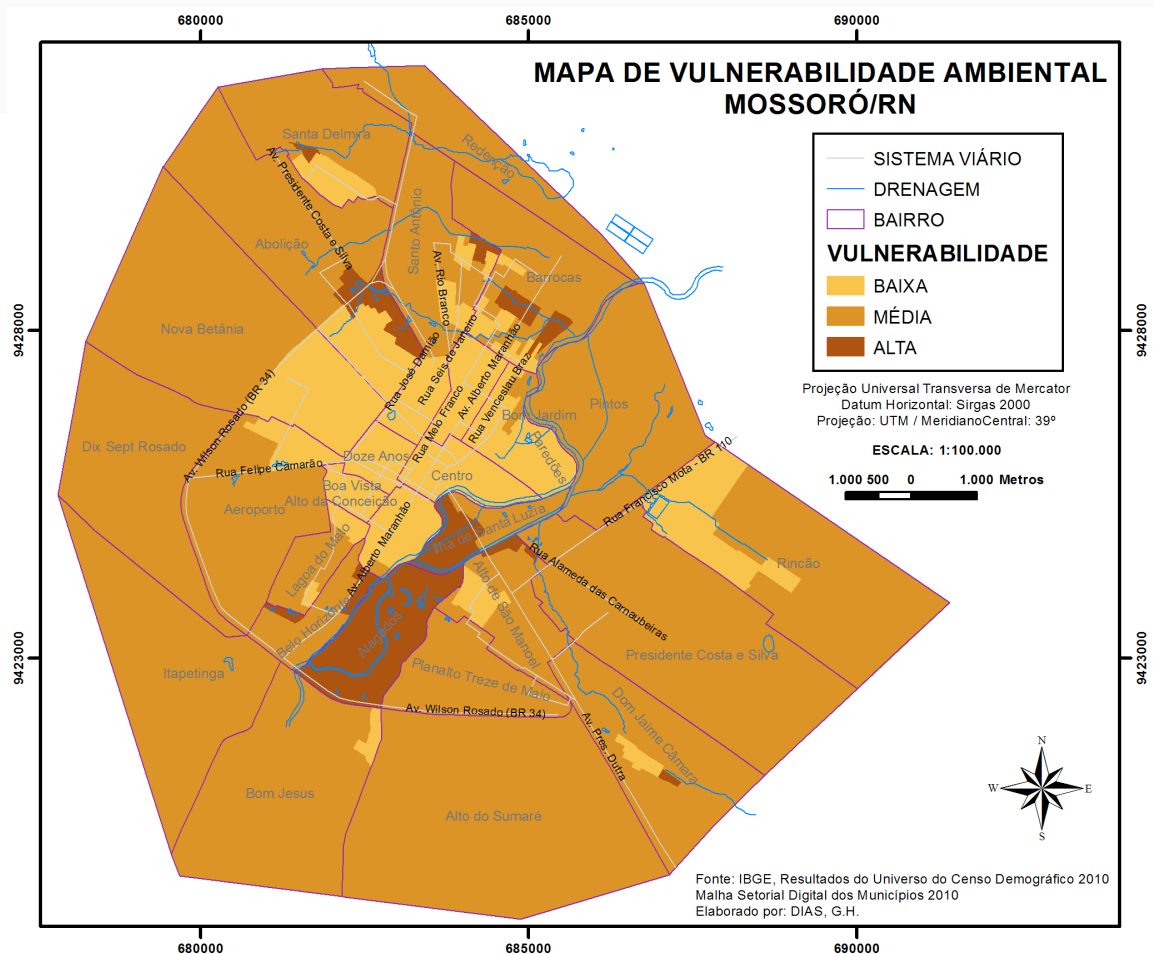 680000
685000
690000
MAPA DE VULNERABILIDADE AMBIENTAL
MOSSORÓ/RN
SISTEMA VIÁRIO
DRENAGEM
BAIRRO
VULNERABILIDADE
BAIXA
MÉDIA
ALTA
Projeção Universal Transversa de Mercator
Datum Horizontal: Sirgas 2000
Projeção: UTM / MeridianoCentral: 39º
ESCALA: 1:100.000
1.000 500 0 1.000 Metros
9428000
9428000
9423000
9423000
Santa Delmira
Redenção
Av. Presidente Costa e Silva
Santo Antônio
Abolição
Av. Rio Branco
Barrocas
Nova Betânia
Rua José Damião
Rua Seis de Janeiro
Av. Alberto Maranhão
Rua Melo Franco
Rua Venceslau Braz
Av. Wilson Rosado (BR 34)
Bom Jardim
Pintos
Paredões
Dix Sept Rosado
Rua Felipe Câmarão
Doze Anos
Centro
Boa Vista
Alto da Conceição
Aeroporto
Rua Francisco Mota - BR 110
Ilha de Santa Luzia
Lagoa do Mato
Av. Alberto Maranhão
Rua Alameda das Carnaubeiras
Rincão
Alto de São Manoel
Belo Horizonte
Alagados
Presidente Costa e Silva
Itapetinga
Planalto Treze de Maio
Av. Wilson Rosado (BR 34)
Dom Jaime Câmara
Av. Pres. Dutra
Bom Jesus
Alto do Sumaré
N
W
E
S
Fonte: IBGE, Resultados do Universo do Censo Demográfico 2010
Malha Setorial Digital dos Municípios 2010
Elaborado por: DIAS, G.H.
680000
685000
690000